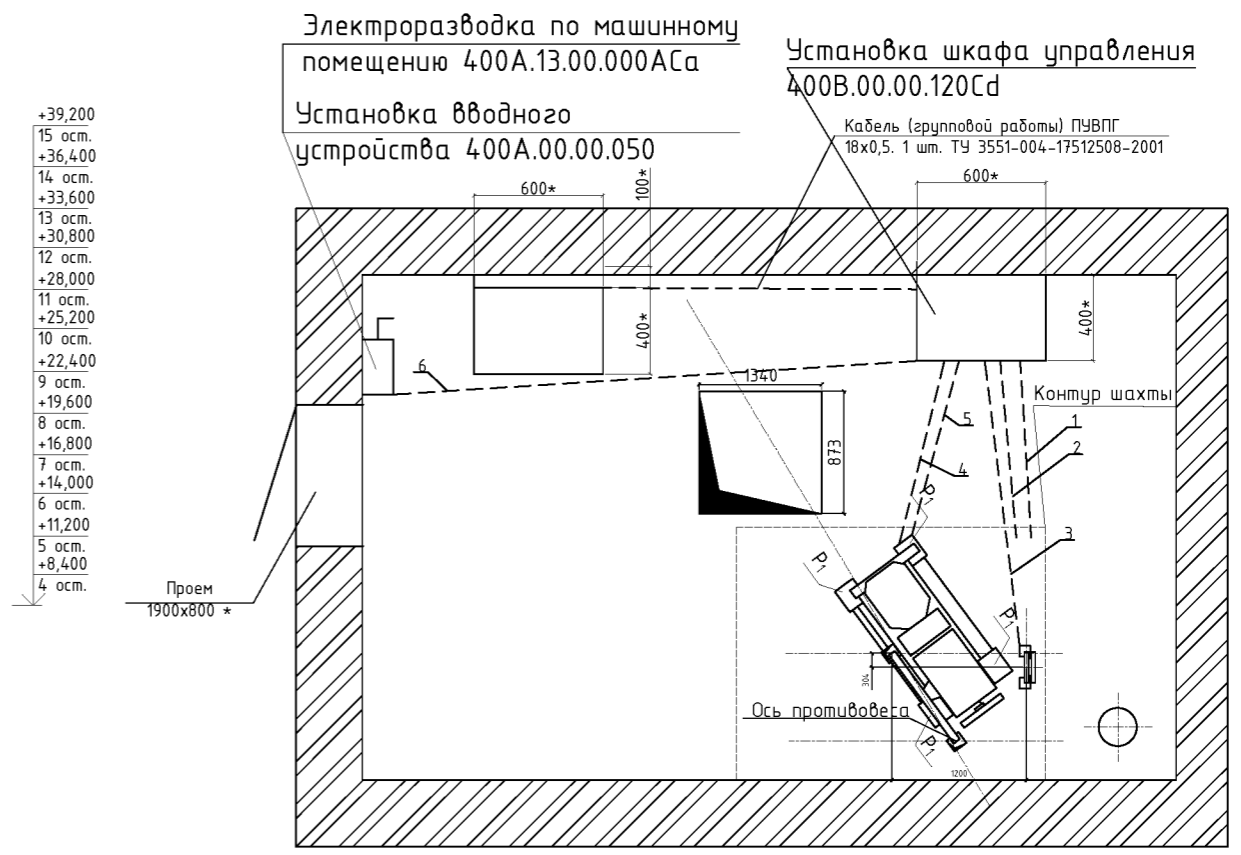 Электроразводка по машинному
помещению 400А.13.00.000АСа
Установка вводного
устройства 400А.00.00.050
Установка шкафа управления
400В.00.00.120Cd
Кабель (групповой работы) ПУВПГ
18х0,5. 1 шт. ТУ 3551-004-17512508-2001
+39,200
15 ост.
+36,400
14 ост.
+33,600
13 ост.
+30,800
12 ост.
+28,000
11 ост.
+25,200
10 ост.
+22,400
9 ост.
+19,600
8 ост.
+16,800
7 ост.
+14,000
6 ост.
+11,200
5 ост.
+8,400
4 ост.
600*
100*
600*
400*
400*
6
1340
873
Контур шахты
5
4
1
2
3
P1
P1
P1
P1
Проем
1900х800 *
304
Ось противовеса
1200